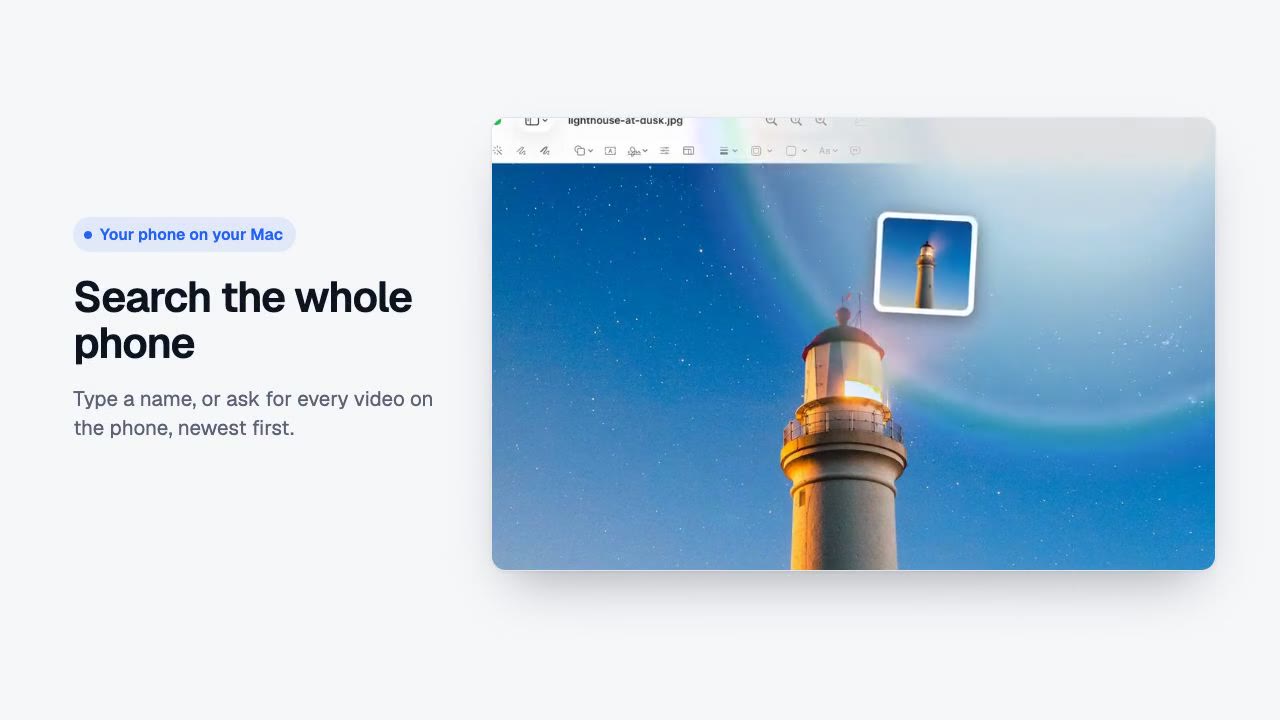 Your phone on your Mac
Search the whole
phone
Type a name, or ask for every video on
the phone, newest first.
lighthouse-at-dusk.jpg
Aa